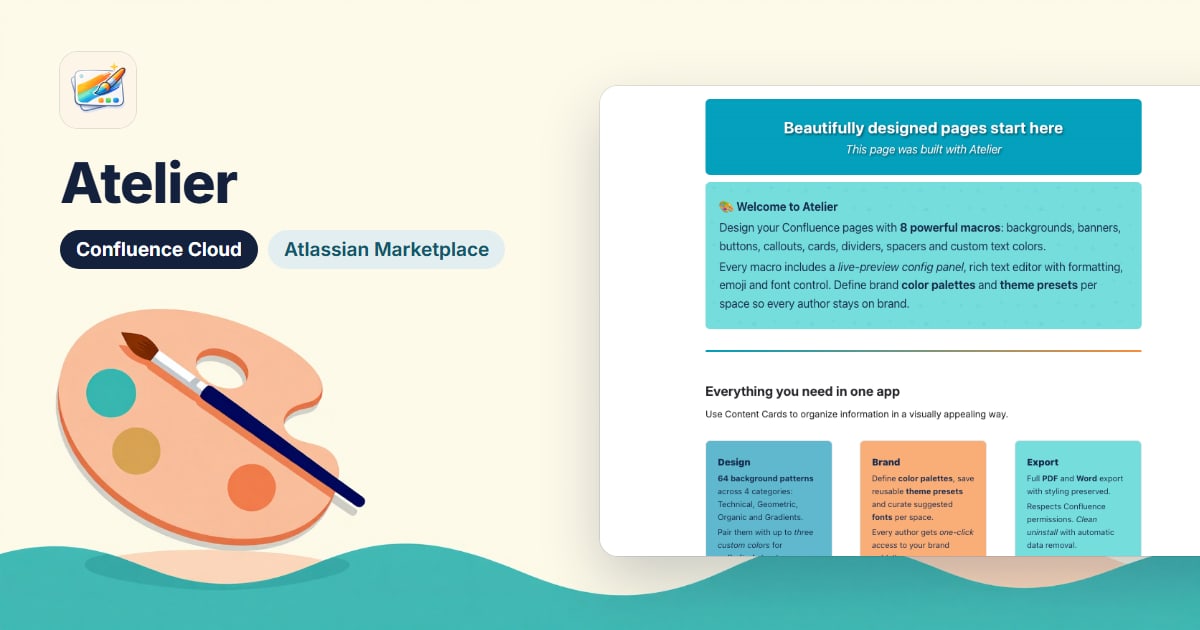 Atelier
Confluence Cloud
Atlassian Marketplace
Beautifully designed pages start here
This page was built with Atelier
Welcome to Atelier
Design your Confluence pages with 8 powerful macros: backgrounds, banners,
buttons, callouts, cards, dividers, spacers and custom text colors.
Every macro includes a live-preview config panel, rich text editor with formatting,
emoji and font control. Define brand color palettes and theme presets per
space so every author stays on brand.
Everything you need in one app
Use Content Cards to organize information in a visually appealing way.
Design
64 background patterns
across 4 categories:
Technical, Geometric,
Organic and Gradients.
Pair them with up to three
custom colors for
Brand
Define color palettes, save
reusable theme presets
and curate suggested
fonts per space.
Every author gets one-click
access to your brand
Export
Full PDF and Word export
with styling preserved.
Respects Confluence
permissions. Clean
uninstall with automatic
data removal.